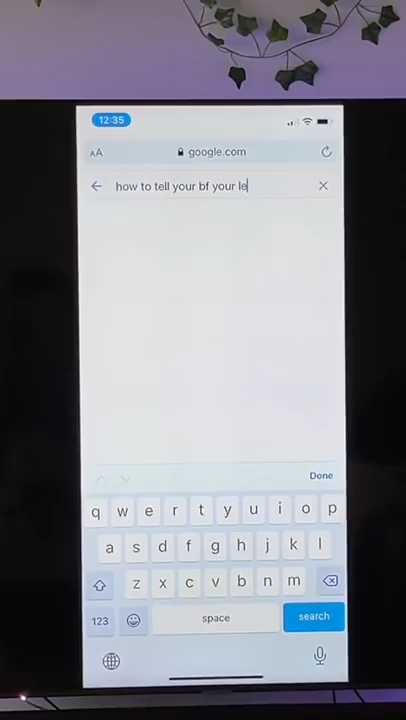 12:35
AA google.com
how to tell your bf your le
Done
q w e r t y u i o p
a s d f g h j k l
z x c v b n m
123 space search